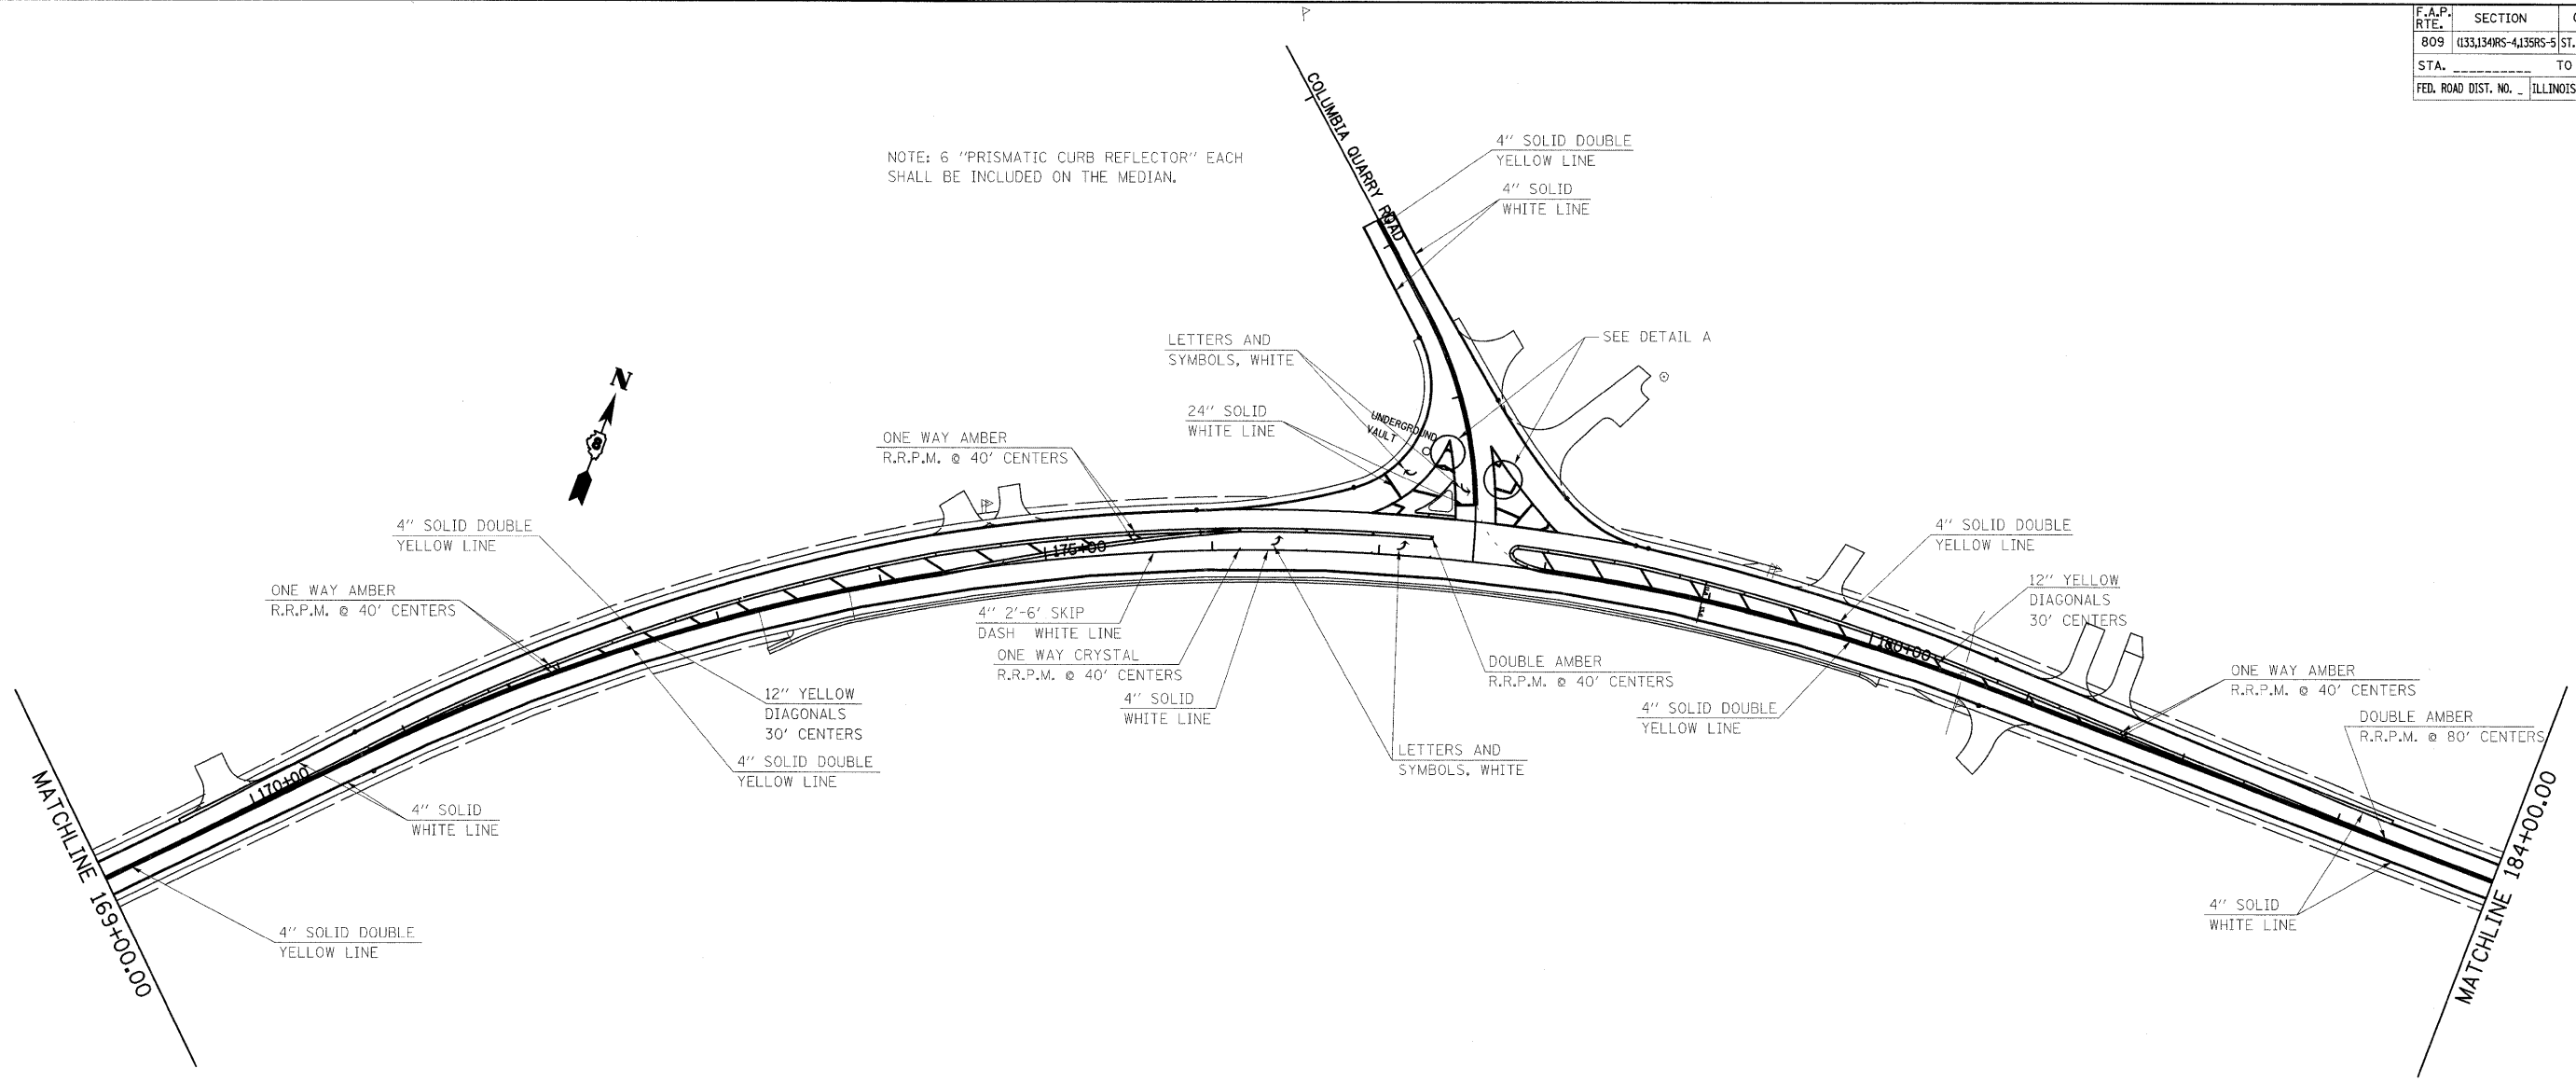 F.A.P. RTE. SECTION
809 (133,134)RS-4,135RS-5 ST.
STA. __________ TO
FED. ROAD DIST. NO. _ ILLINOIS
COLUMBIA QUARRY ROAD
NOTE: 6 "PRISMATIC CURB REFLECTOR" EACH
SHALL BE INCLUDED ON THE MEDIAN.
4" SOLID DOUBLE
YELLOW LINE
4" SOLID
WHITE LINE
LETTERS AND
SYMBOLS, WHITE
SEE DETAIL A
N
8
24" SOLID
WHITE LINE
UNDERGROUND
VAULT
ONE WAY AMBER
R.R.P.M. @ 40' CENTERS
4" SOLID DOUBLE
YELLOW LINE
4" SOLID DOUBLE
YELLOW LINE
175+00
ONE WAY AMBER
R.R.P.M. @ 40' CENTERS
12" YELLOW
DIAGONALS
30' CENTERS
4" 2'-6' SKIP
DASH WHITE LINE
180+00
ONE WAY CRYSTAL
R.R.P.M. @ 40' CENTERS
DOUBLE AMBER
R.R.P.M. @ 40' CENTERS
ONE WAY AMBER
R.R.P.M. @ 40' CENTERS
12" YELLOW
DIAGONALS
30' CENTERS
4" SOLID
WHITE LINE
4" SOLID DOUBLE
YELLOW LINE
DOUBLE AMBER
R.R.P.M. @ 80' CENTERS
4" SOLID DOUBLE
YELLOW LINE
LETTERS AND
SYMBOLS, WHITE
170+00
4" SOLID
WHITE LINE
MATCHLINE 169+00.00
MATCHLINE 184+00.00
4" SOLID
WHITE LINE
4" SOLID DOUBLE
YELLOW LINE